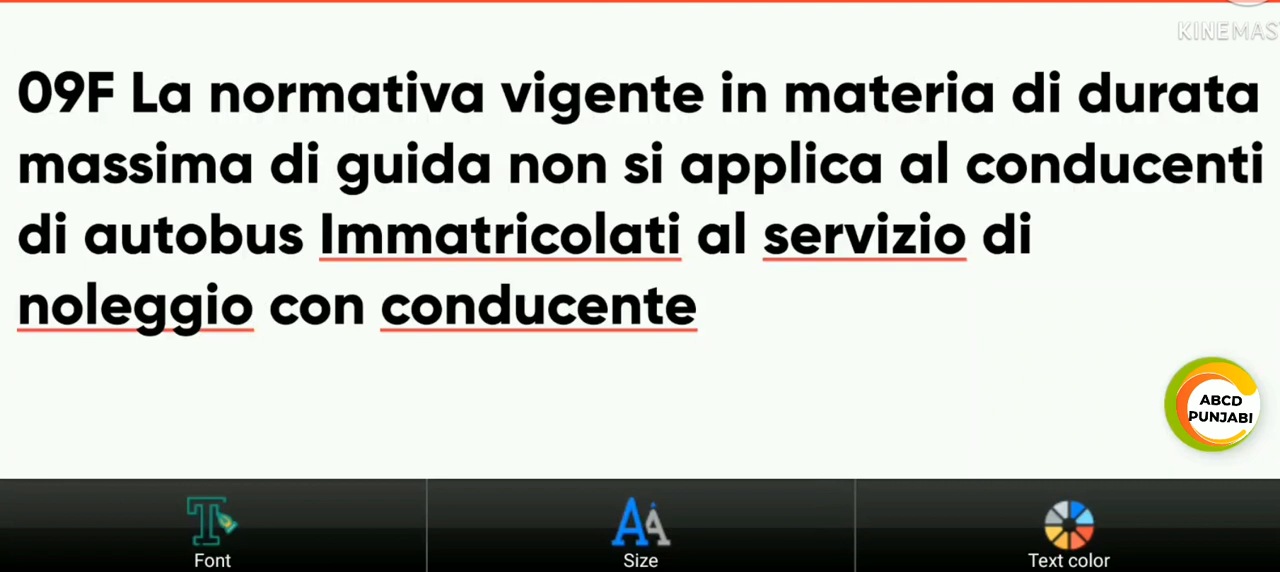 KINEMAS
09F La normativa vigente in materia di durata
massima di guida non si applica al conducenti
di autobus Immatricolati al servizio di
noleggio con conducente
ABCD
PUNJABI
Font
Size
Text color